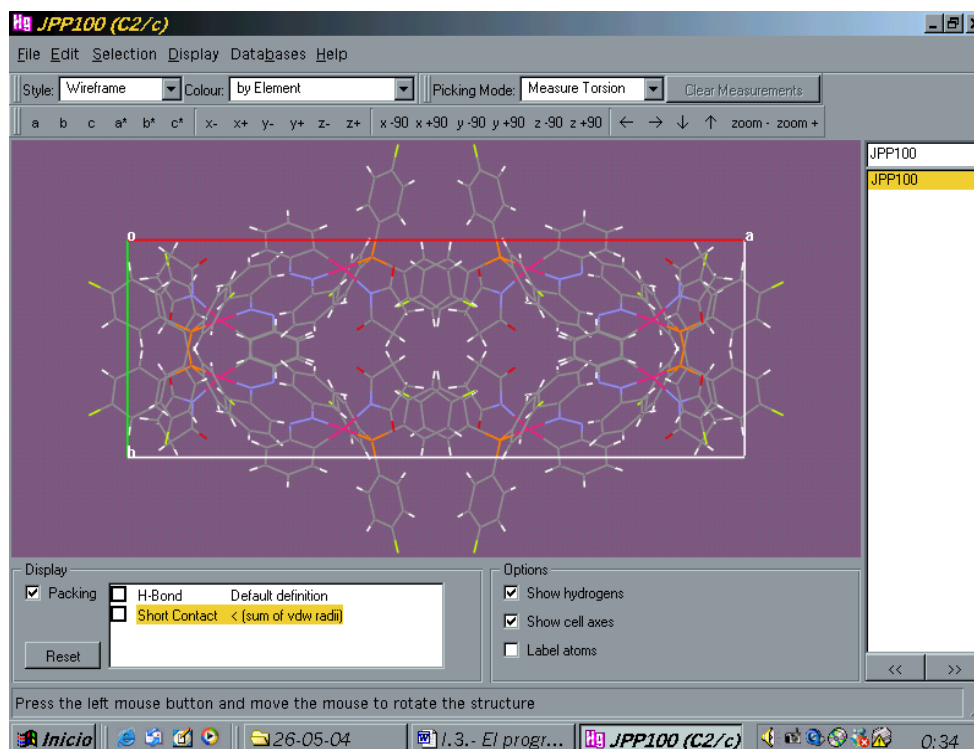 Hg JPP100 (C2/c)
File Edit Selection Display Databases Help
Style: Wireframe Colour: by Element Picking Mode: Measure Torsion Clear Measurements
a b c a* b* c* x- x+ y- y+ z- z+ x -90 x +90 y -90 y +90 z -90 z +90 ← → ↓ ↑ zoom - zoom +
JPP100
JPP100
o a
b
Display
Packing H-Bond Default definition
Short Contact < (sum of vdw radii)
Reset
Options
Show hydrogens
Show cell axes
Label atoms
<< >>
Press the left mouse button and move the mouse to rotate the structure
Inicio 26-05-04 I.3.- El progr... Hg JPP100 (C2/c) 0:34